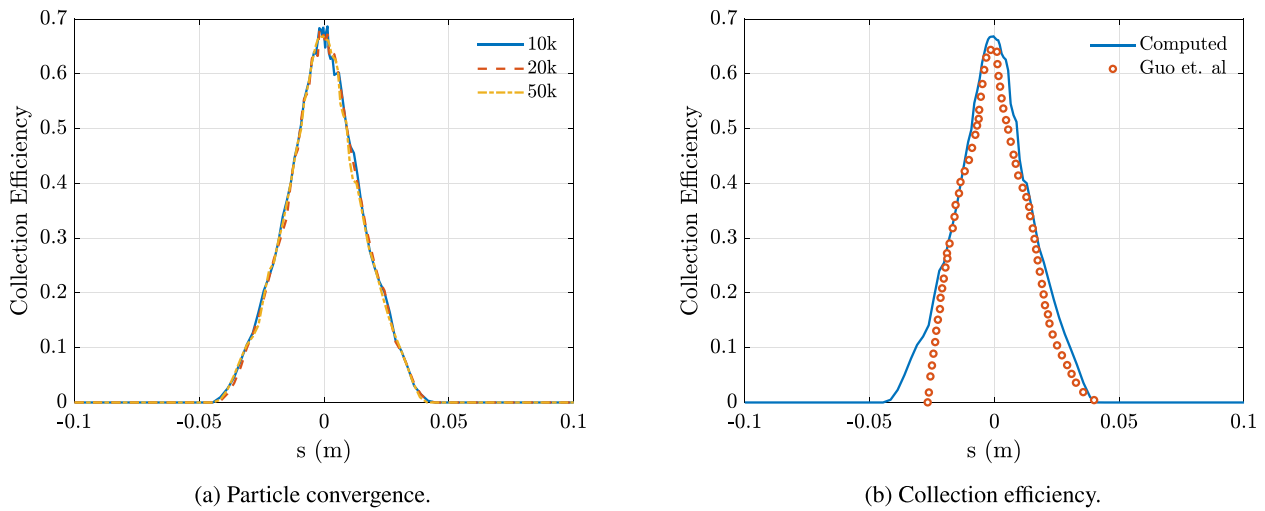 0.7
0.6
0.5
0.4
0.3
0.2
0.1
0
-0.1
-0.05
0
0.05
0.1
Collection Efficiency
s (m)
10k
20k
50k
(a) Particle convergence.
0.7
0.6
0.5
0.4
0.3
0.2
0.1
0
-0.1
-0.05
0
0.05
0.1
Collection Efficiency
s (m)
Computed
Guo et. al
(b) Collection efficiency.